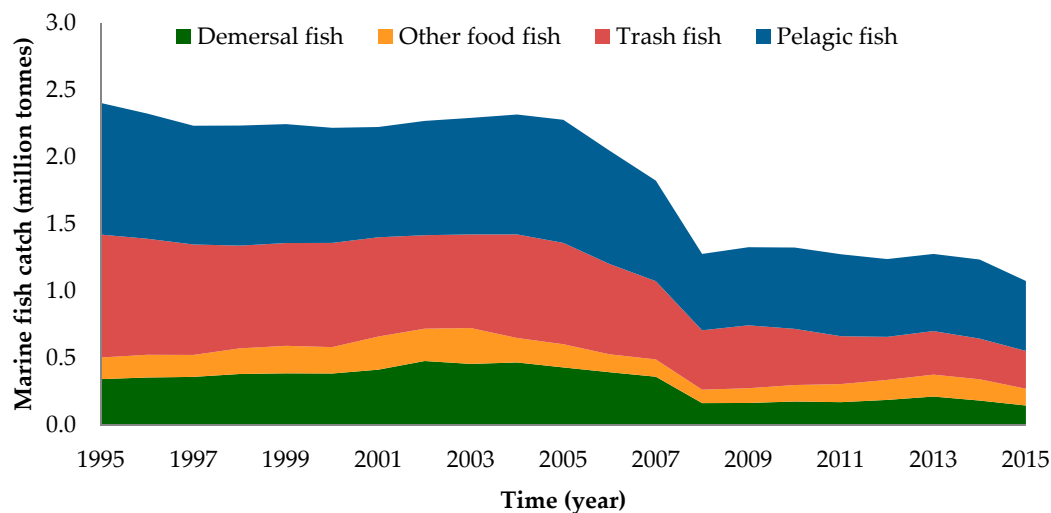 3.0
Demersal fish Other food fish Trash fish Pelagic fish
2.5
2.0
1.5
1.0
0.5
0.0
Marine fish catch (million tonnes)
1995 1997 1999 2001 2003 2005 2007 2009 2011 2013 2015
Time (year)